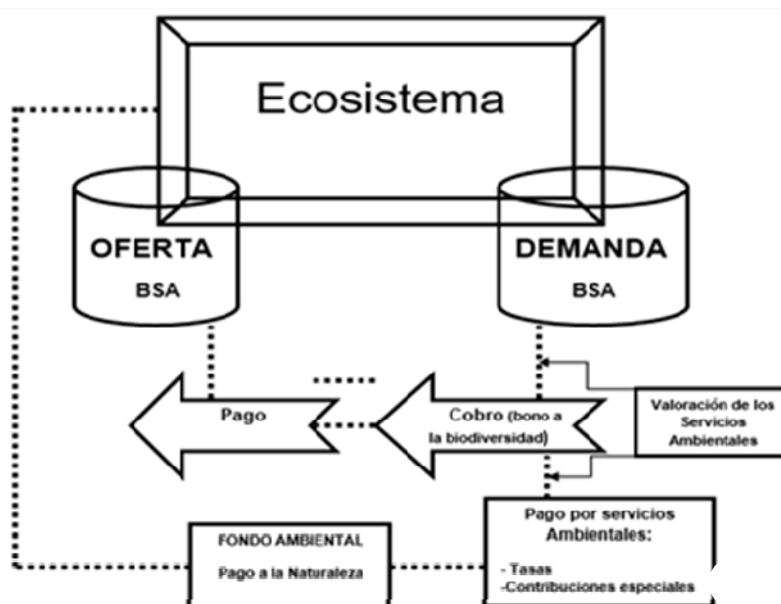 Ecosistema
OFERTA
BSA
DEMANDA
BSA
Pago
Cobro (bono a
la biodiversidad)
Valoración de los
Servicios
Ambientales
FONDO AMBIENTAL
Pago a la Naturaleza
Pago por servicios
Ambientales:
- Tasas
-Contribuciones especiales